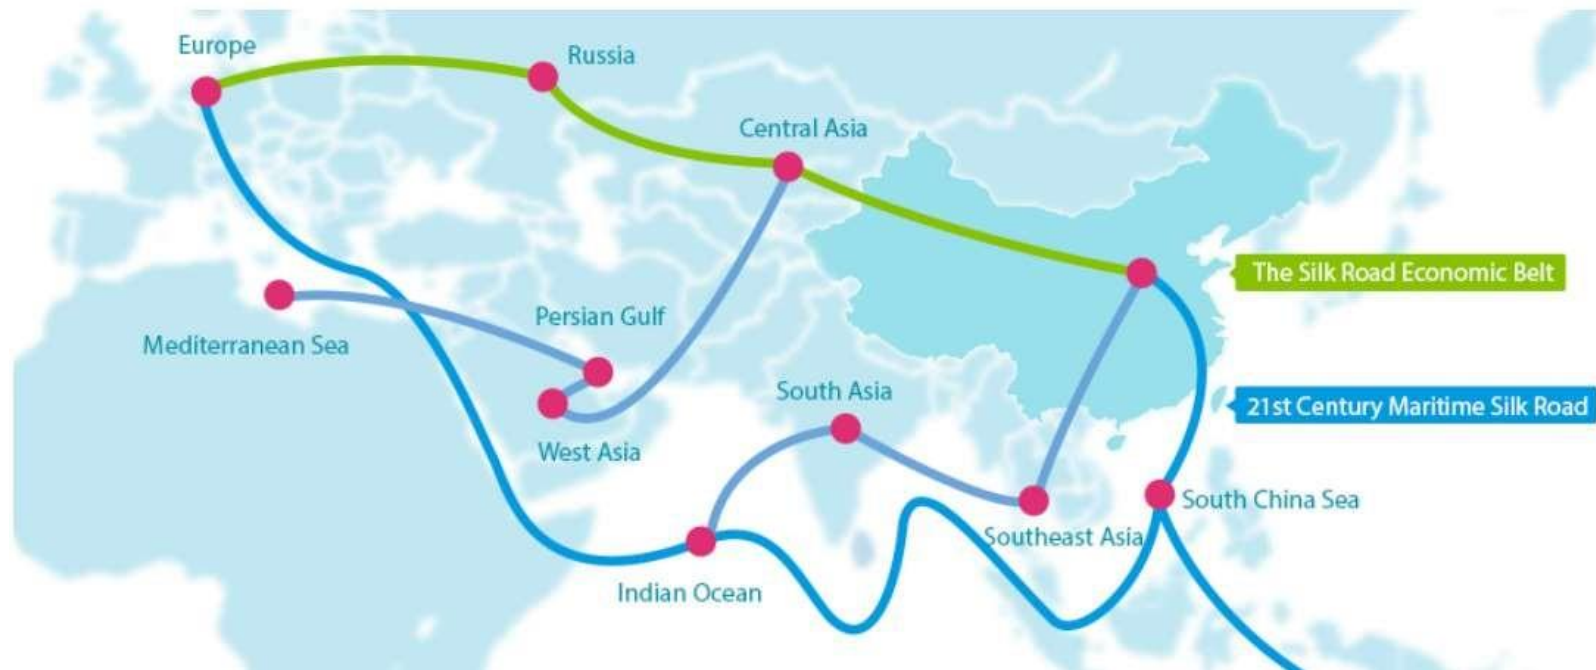 Europe
Russia
Central Asia
The Silk Road Economic Belt
Persian Gulf
Mediterranean Sea
South Asia
21st Century Maritime Silk Road
West Asia
South China Sea
Southeast Asia
Indian Ocean